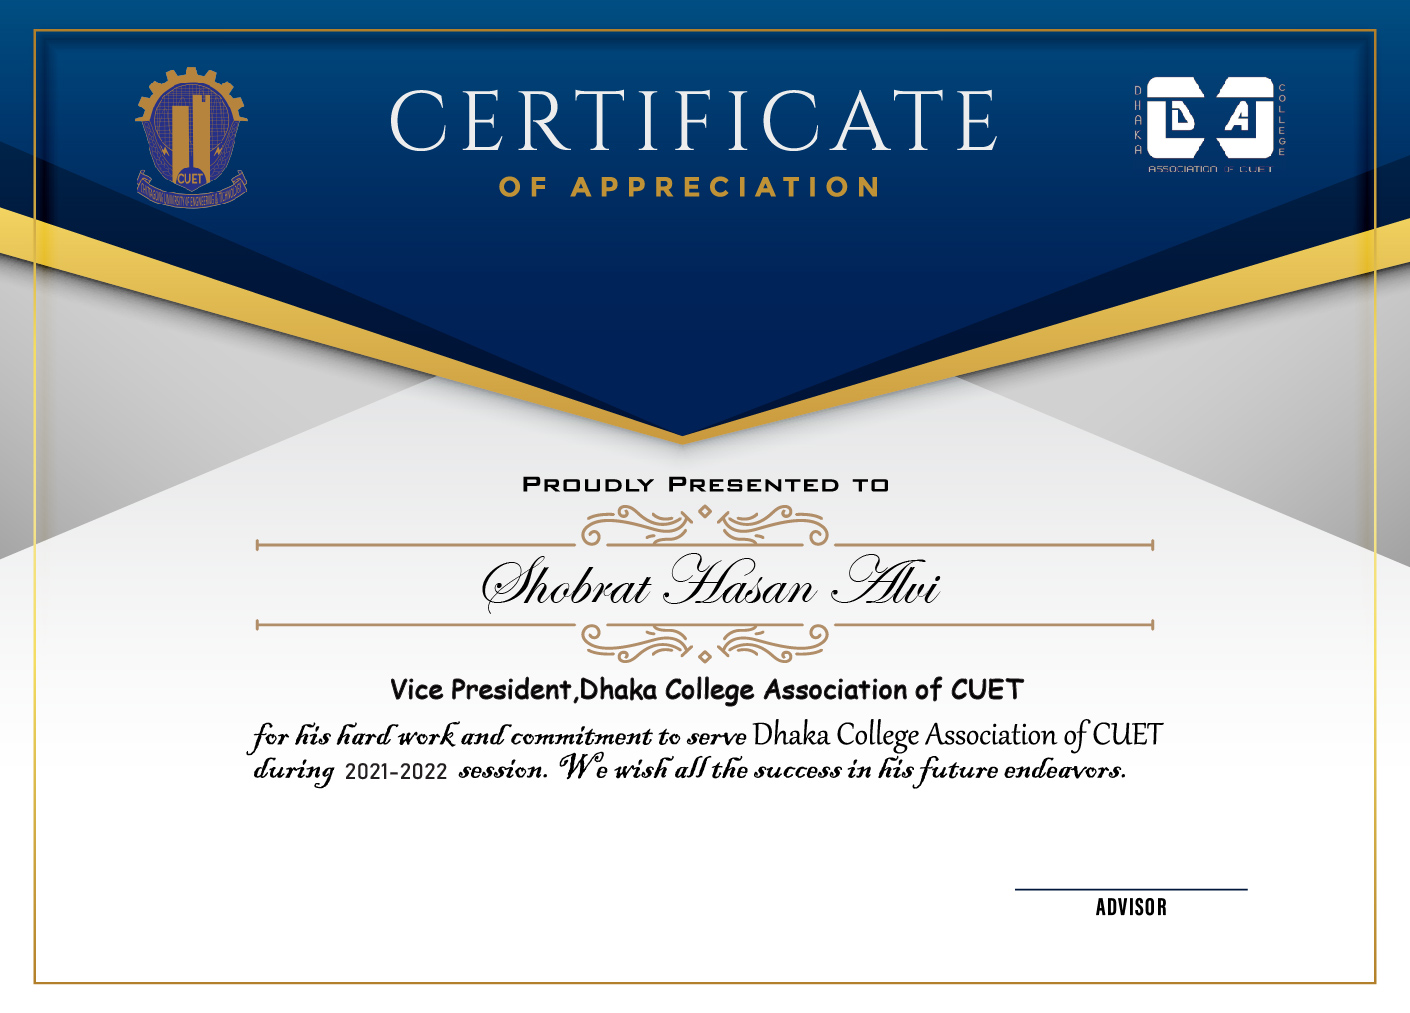 CERTIFICATE
OF APPRECIATION
CUET
CHITTAGONG UNIVERSITY OF ENGINEERING & TECHNOLOGY
DHAKA
COLLEGE
D A
ASSOCIATION OF CUET
PROUDLY PRESENTED TO
Shobrat Hasan Alvi
Vice President,Dhaka College Association of CUET
for his hard work and commitment to serve Dhaka College Association of CUET
during 2021-2022 session. We wish all the success in his future endeavors.
ADVISOR